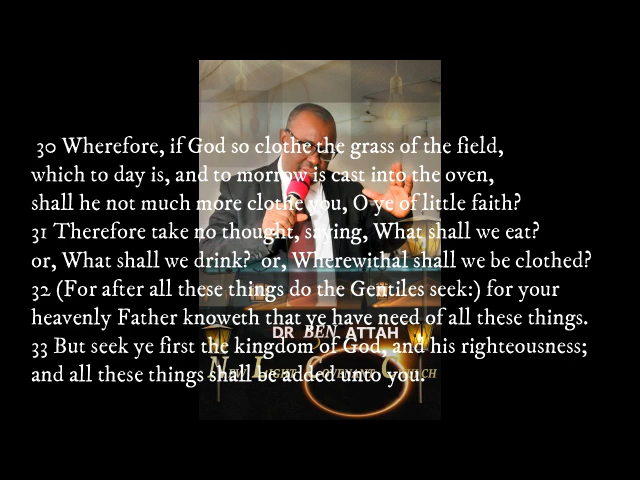 30 Wherefore, if God so clothe the grass of the field,
which to day is, and to morrow is cast into the oven,
shall he not much more clothe you, O ye of little faith?
31 Therefore take no thought, saying, What shall we eat?
or, What shall we drink? or, Wherewithal shall we be clothed?
32 (For after all these things do the Gentiles seek:) for your
heavenly Father knoweth that ye have need of all these things.
DR BEN ATTAH
33 But seek ye first the kingdom of God, and his righteousness;
and all these things shall be added unto you.
New Light Covenant Church